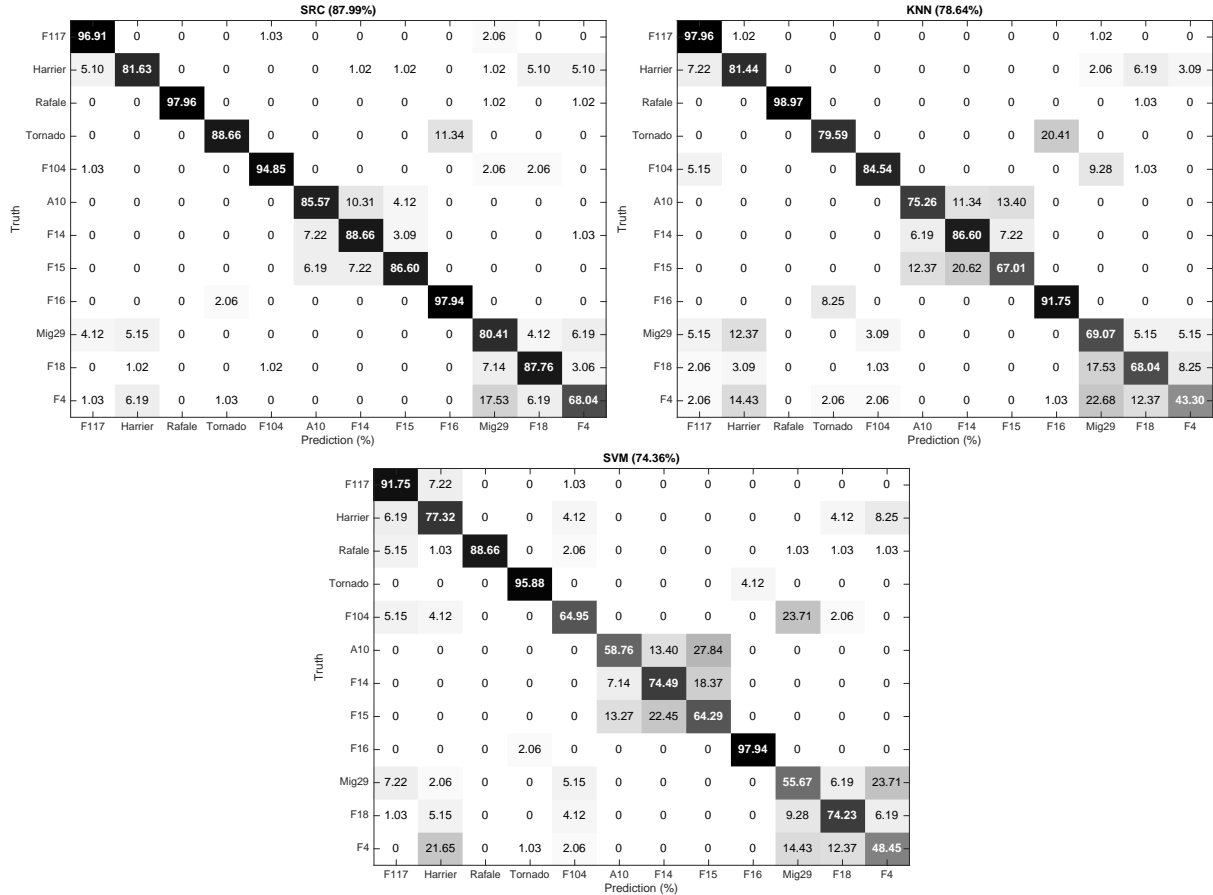 SRC (87.99%)
F117 96.91 0 0 0 1.03 0 0 0 0 2.06 0 0
Harrier 5.10 81.63 0 0 0 0 1.02 1.02 0 1.02 5.10 5.10
Rafale 0 0 97.96 0 0 0 0 0 0 1.02 0 1.02
Tornado 0 0 0 88.66 0 0 0 0 11.34 0 0 0
F104 1.03 0 0 0 94.85 0 0 0 0 2.06 2.06 0
A10 0 0 0 0 0 85.57 10.31 4.12 0 0 0 0
F14 0 0 0 0 0 7.22 88.66 3.09 0 0 0 1.03
F15 0 0 0 0 0 6.19 7.22 86.60 0 0 0 0
F16 0 0 0 2.06 0 0 0 0 97.94 0 0 0
Mig29 4.12 5.15 0 0 0 0 0 0 0 80.41 4.12 6.19
F18 0 1.02 0 0 1.02 0 0 0 0 7.14 87.76 3.06
F4 1.03 6.19 0 1.03 0 0 0 0 0 17.53 6.19 68.04
F117 Harrier Rafale Tornado F104 A10 F14 F15 F16 Mig29 F18 F4
Prediction (%)
Truth
KNN (78.64%)
F117 97.96 1.02 0 0 0 0 0 0 0 1.02 0 0
Harrier 7.22 81.44 0 0 0 0 0 0 0 2.06 6.19 3.09
Rafale 0 0 98.97 0 0 0 0 0 0 0 1.03 0
Tornado 0 0 0 79.59 0 0 0 0 20.41 0 0 0
F104 5.15 0 0 0 84.54 0 0 0 0 9.28 1.03 0
A10 0 0 0 0 0 75.26 11.34 13.40 0 0 0 0
F14 0 0 0 0 0 6.19 86.60 7.22 0 0 0 0
F15 0 0 0 0 0 12.37 20.62 67.01 0 0 0 0
F16 0 0 0 8.25 0 0 0 0 91.75 0 0 0
Mig29 5.15 12.37 0 0 3.09 0 0 0 0 69.07 5.15 5.15
F18 2.06 3.09 0 0 1.03 0 0 0 0 17.53 68.04 8.25
F4 2.06 14.43 0 2.06 2.06 0 0 0 1.03 22.68 12.37 43.30
F117 Harrier Rafale Tornado F104 A10 F14 F15 F16 Mig29 F18 F4
Prediction (%)
Truth
SVM (74.36%)
F117 91.75 7.22 0 0 1.03 0 0 0 0 0 0 0
Harrier 6.19 77.32 0 0 4.12 0 0 0 0 0 4.12 8.25
Rafale 5.15 1.03 88.66 0 2.06 0 0 0 0 1.03 1.03 1.03
Tornado 0 0 0 95.88 0 0 0 0 4.12 0 0 0
F104 5.15 4.12 0 0 64.95 0 0 0 0 23.71 2.06 0
A10 0 0 0 0 0 58.76 13.40 27.84 0 0 0 0
F14 0 0 0 0 0 7.14 74.49 18.37 0 0 0 0
F15 0 0 0 0 0 13.27 22.45 64.29 0 0 0 0
F16 0 0 0 2.06 0 0 0 0 97.94 0 0 0
Mig29 7.22 2.06 0 0 5.15 0 0 0 0 55.67 6.19 23.71
F18 1.03 5.15 0 0 4.12 0 0 0 0 9.28 74.23 6.19
F4 0 21.65 0 1.03 2.06 0 0 0 0 14.43 12.37 48.45
F117 Harrier Rafale Tornado F104 A10 F14 F15 F16 Mig29 F18 F4
Prediction (%)
Truth